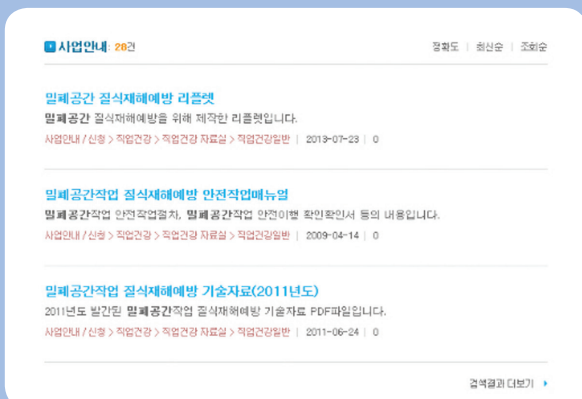 사업안내: 20건
정확도 | 최신순 | 조회순
밀폐공간 질식재해예방 리플렛
밀폐공간 질식재해예방을 위해 제작한 리플렛입니다.
사업안내/신청 > 직업건강 > 직업건강 자료실 > 직업건강일반 | 2013-07-23 | 0
밀폐공간작업 질식재해예방 안전작업매뉴얼
밀폐공간작업 안전작업절차, 밀폐공간작업 안전이행 확인확인서 등의 내용입니다.
사업안내/신청 > 직업건강 > 직업건강 자료실 > 직업건강일반 | 2009-04-14 | 0
밀폐공간작업 질식재해예방 기술자료(2011년도)
2011년도 발간된 밀폐공간작업 질식재해예방 기술자료 PDF파일입니다.
사업안내/신청 > 직업건강 > 직업건강 자료실 > 직업건강일반 | 2011-06-24 | 0
검색결과 더보기